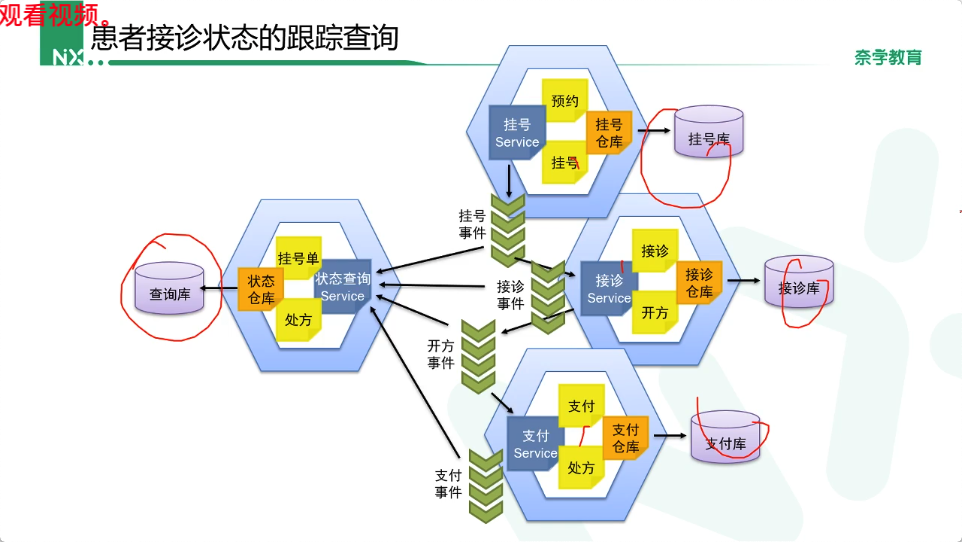 观看视频。
患者接诊状态的跟踪查询
NX
奈学教育
预约
挂号
Service
挂号
仓库
挂号
挂号库
挂号
事件
挂号单
状态
仓库
状态查询
Service
处方
查询库
接诊
事件
接诊
接诊
Service
接诊
仓库
开方
接诊库
开方
事件
支付
支付
Service
支付
仓库
处方
支付库
支付
事件